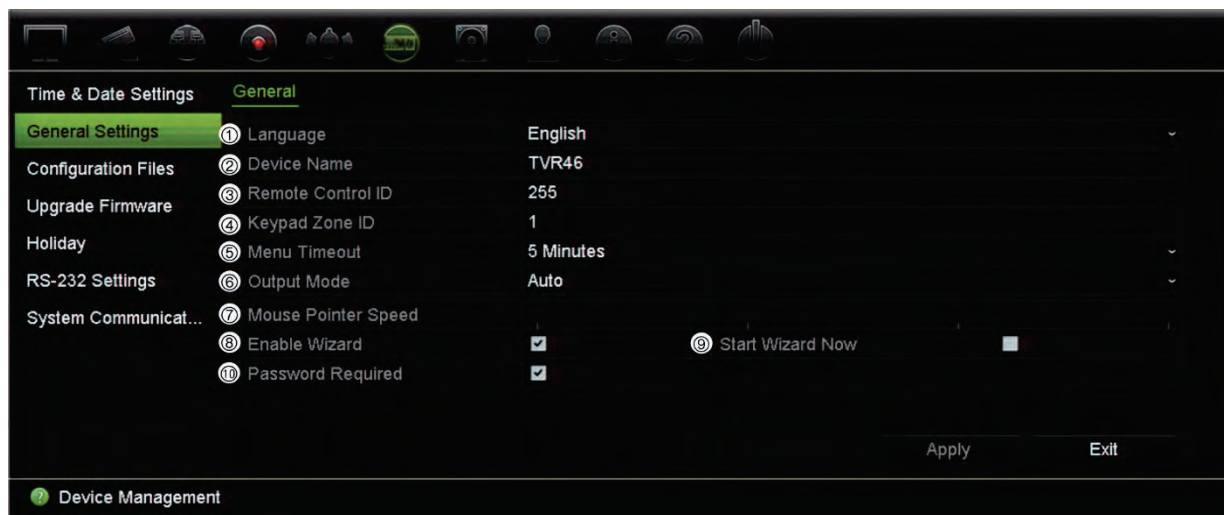 Time & Date Settings
General
General Settings
① Language English
Configuration Files
② Device Name TVR46
③ Remote Control ID 255
Upgrade Firmware
④ Keypad Zone ID 1
Holiday
⑤ Menu Timeout 5 Minutes
RS-232 Settings
⑥ Output Mode Auto
System Communicat...
⑦ Mouse Pointer Speed
⑧ Enable Wizard ⑨ Start Wizard Now
⑩ Password Required
Apply Exit
Device Management